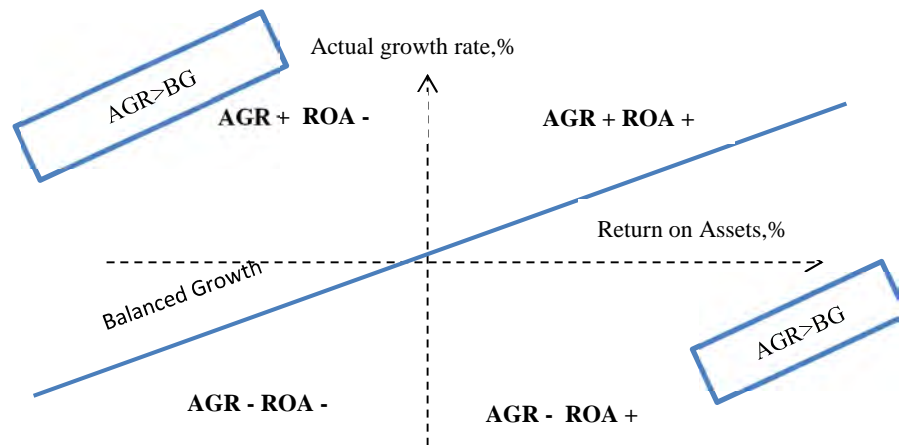 Actual growth rate,%
AGR>BG
AGR + ROA -
AGR + ROA +
Return on Assets,%
Balanced Growth
AGR>BG
AGR - ROA -
AGR - ROA +